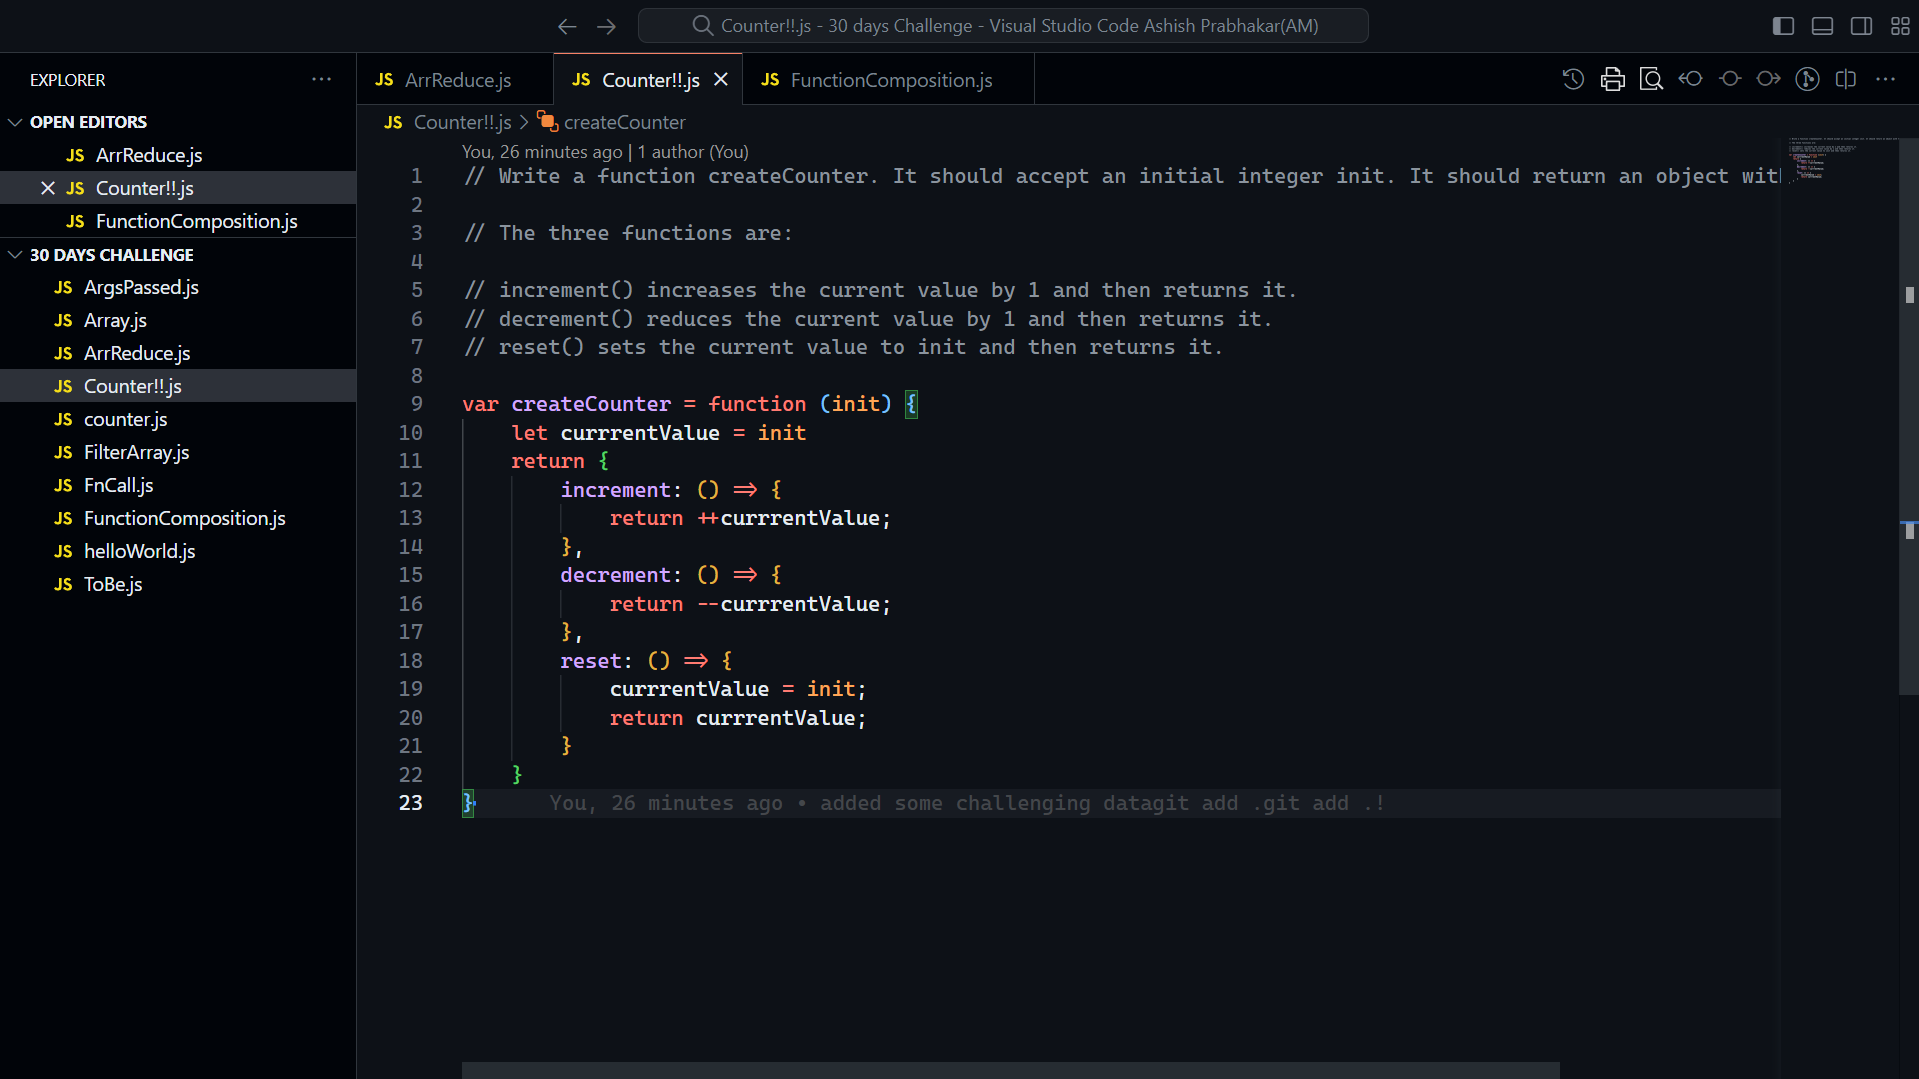 Counter!!.js - 30 days Challenge - Visual Studio Code Ashish Prabhakar(AM)
EXPLORER
OPEN EDITORS
JS ArrReduce.js
JS Counter!!.js
JS FunctionComposition.js
30 DAYS CHALLENGE
JS ArgsPassed.js
JS Array.js
JS ArrReduce.js
JS Counter!!.js
JS counter.js
JS FilterArray.js
JS FnCall.js
JS FunctionComposition.js
JS helloWorld.js
JS ToBe.js
JS ArrReduce.js JS Counter!!.js JS FunctionComposition.js
JS Counter!!.js > createCounter
You, 26 minutes ago | 1 author (You)
1 // Write a function createCounter. It should accept an initial integer init. It should return an object wit
2
3 // The three functions are:
4
5 // increment() increases the current value by 1 and then returns it.
6 // decrement() reduces the current value by 1 and then returns it.
7 // reset() sets the current value to init and then returns it.
8
9 var createCounter = function (init) {
10 let currrentValue = init
11 return {
12 increment: () => {
13 return ++currrentValue;
14 },
15 decrement: () => {
16 return --currrentValue;
17 },
18 reset: () => {
19 currrentValue = init;
20 return currrentValue;
21 }
22 }
23 } You, 26 minutes ago • added some challenging datagit add .git add .!